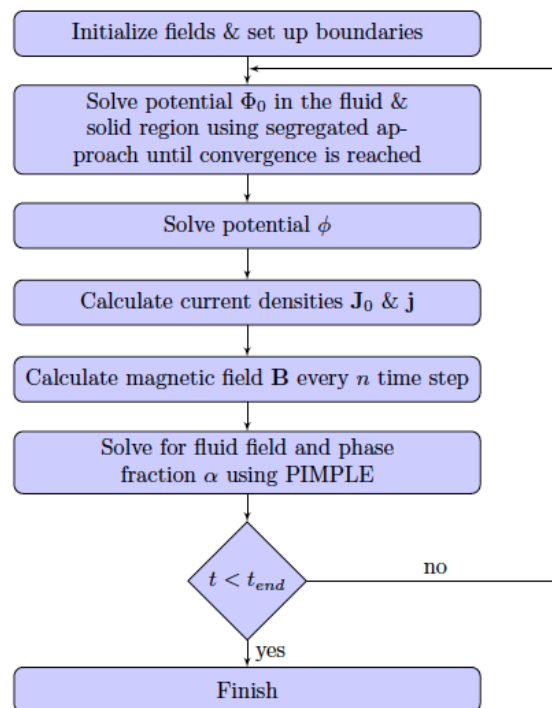 Initialize fields & set up boundaries
Solve potential Φ₀ in the fluid &
solid region using segregated ap-
proach until convergence is reached
Solve potential ϕ
Calculate current densities J₀ & j
Calculate magnetic field B every n time step
Solve for fluid field and phase
fraction α using PIMPLE
t < t_end
no
yes
Finish